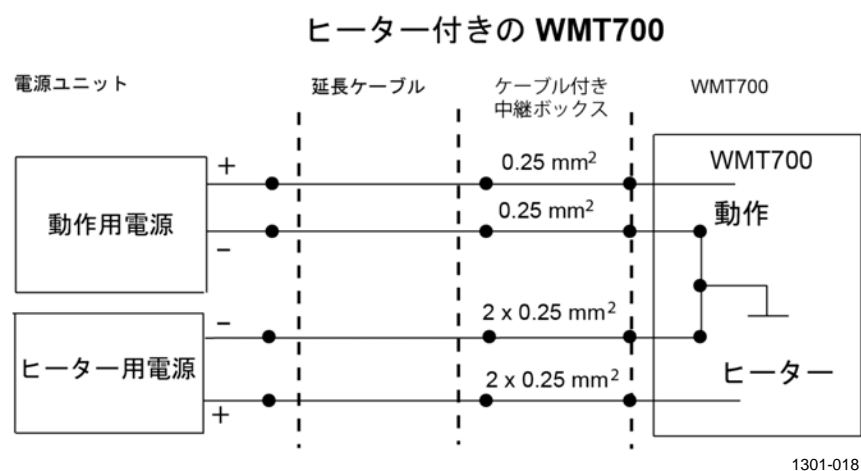 ヒーター付きの WMT700
電源ユニット
延長ケーブル
ケーブル付き
中継ボックス
WMT700
+
0.25 mm²
WMT700
動作用電源
0.25 mm²
動作
−
−
2 x 0.25 mm²
ヒーター用電源
2 x 0.25 mm²
ヒーター
+
1301-018